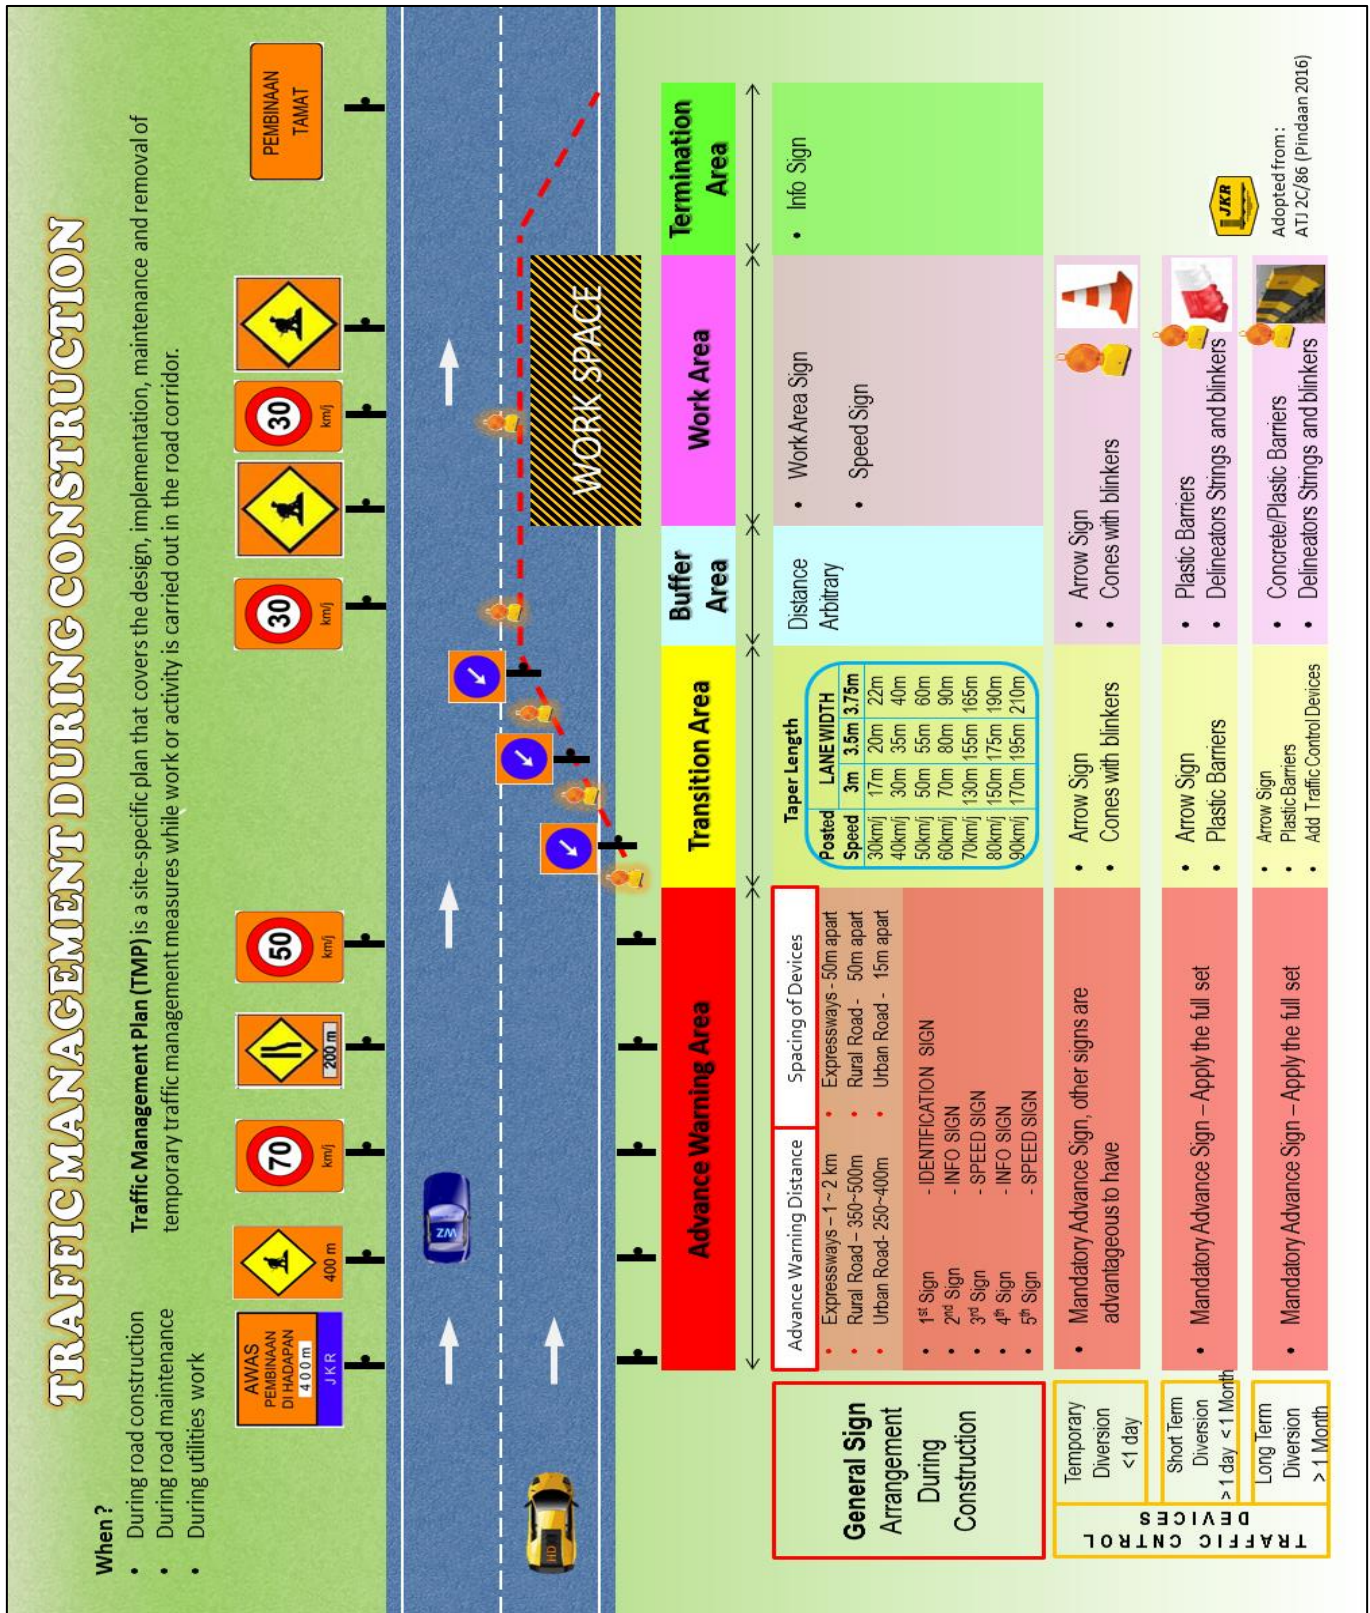 TRAFFIC MANAGEMENT DURING CONSTRUCTION
When?
• During road construction
• During road maintenance
• During utilities work
Traffic Management Plan (TMP) is a site-specific plan that covers the design, implementation, maintenance and removal of
temporary traffic management measures while work or activity is carried out in the road corridor.
AWAS
PEMBINAAN
DI HADAPAN
400m
JKR
400 m
70
km/j
200 m
50
km/j
30
km/j
30
km/j
PEMBINAAN
TAMAT
WZ
HD
WORK SPACE
Advance Warning Area
Transition Area
Buffer
Area
Work Area
Termination
Area
General Sign
Arrangement
During
Construction
Advance Warning Distance
• Expressways – 1 ~ 2 km
• Rural Road – 350~500m
• Urban Road- 250~400m
Spacing of Devices
• Expressways - 50m apart
• Rural Road - 50m apart
• Urban Road - 15m apart
• 1st Sign - IDENTIFICATION SIGN
• 2nd Sign - INFO SIGN
• 3rd Sign - SPEED SIGN
• 4th Sign - INFO SIGN
• 5th Sign - SPEED SIGN
Taper Length
Posted LANE WIDTH
Speed 3m 3.5m 3.75m
30km/j 17m 20m 22m
40km/j 30m 35m 40m
50km/j 50m 55m 60m
60km/j 70m 80m 90m
70km/j 130m 155m 165m
80km/j 150m 175m 190m
90km/j 170m 195m 210m
Distance
Arbitrary
• Work Area Sign
• Speed Sign
• Info Sign
TRAFFIC CNTROL
DEVICES
Temporary
Diversion
<1 day
• Mandatory Advance Sign, other signs are
advantageous to have
• Arrow Sign
• Cones with blinkers
• Arrow Sign
• Cones with blinkers
Short Term
Diversion
> 1 day < 1 Month
• Mandatory Advance Sign – Apply the full set
• Arrow Sign
• Plastic Barriers
• Plastic Barriers
• Delineators Strings and blinkers
Long Term
Diversion
> 1 Month
• Mandatory Advance Sign – Apply the full set
• Arrow Sign
• Plastic Barriers
• Add Traffic Control Devices
• Concrete/Plastic Barriers
• Delineators Strings and blinkers
JKR
Adopted from :
ATJ 2C/86 (Pindaan 2016)